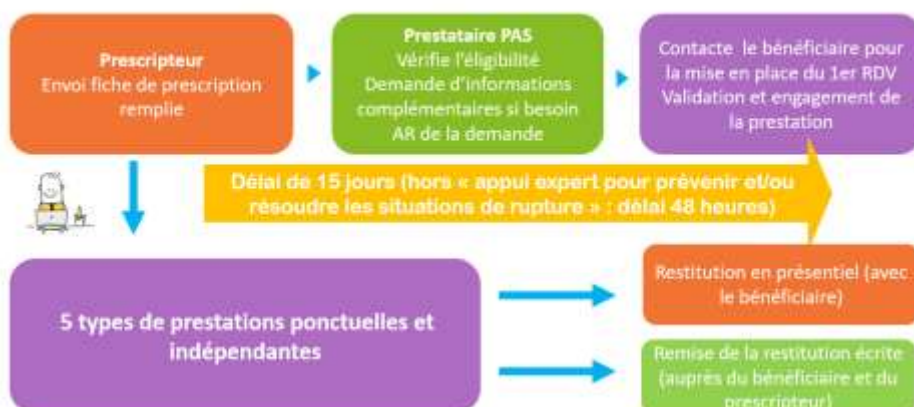 Prescripteur
Envoi fiche de prescription
remplie
Prestataire PAS
Vérifie l'éligibilité
Demande d'informations
complémentaires si besoin
AR de la demande
Contacte le bénéficiaire pour
la mise en place du 1er RDV
Validation et engagement de
la prestation
Délai de 15 jours (hors « appui expert pour prévenir et/ou
résoudre les situations de rupture » : délai 48 heures)
5 types de prestations ponctuelles et
indépendantes
Restitution en présentiel (avec
le bénéficiaire)
Remise de la restitution écrite
(auprès du bénéficiaire et du
prescripteur)